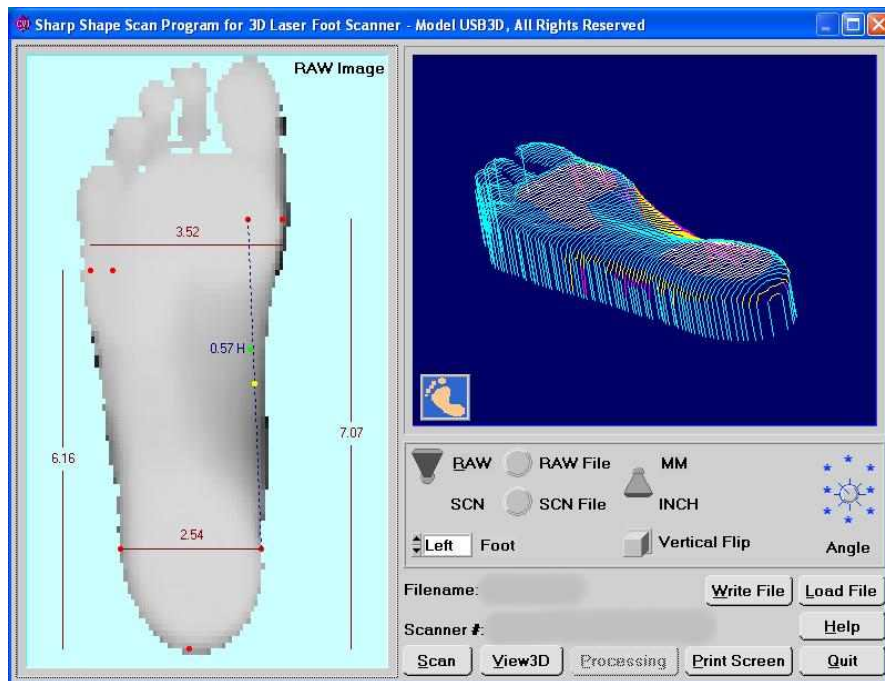 Sharp Shape Scan Program for 3D Laser Foot Scanner - Model USB3D, All Rights Reserved
RAW Image
3.52
0.57 H
7.07
6.16
2.54
RAW
RAW File
MM
SCN
SCN File
INCH
Left
Foot
Vertical Flip
Angle
Filename:
Write File
Load File
Scanner #:
Help
Scan
View3D
Processing
Print Screen
Quit